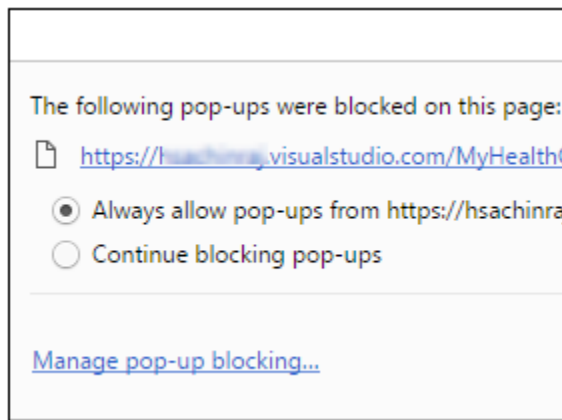 The following pop-ups were blocked on this page:
https:// .visualstudio.com/MyHealth
Always allow pop-ups from https://hsachinra
Continue blocking pop-ups
Manage pop-up blocking...